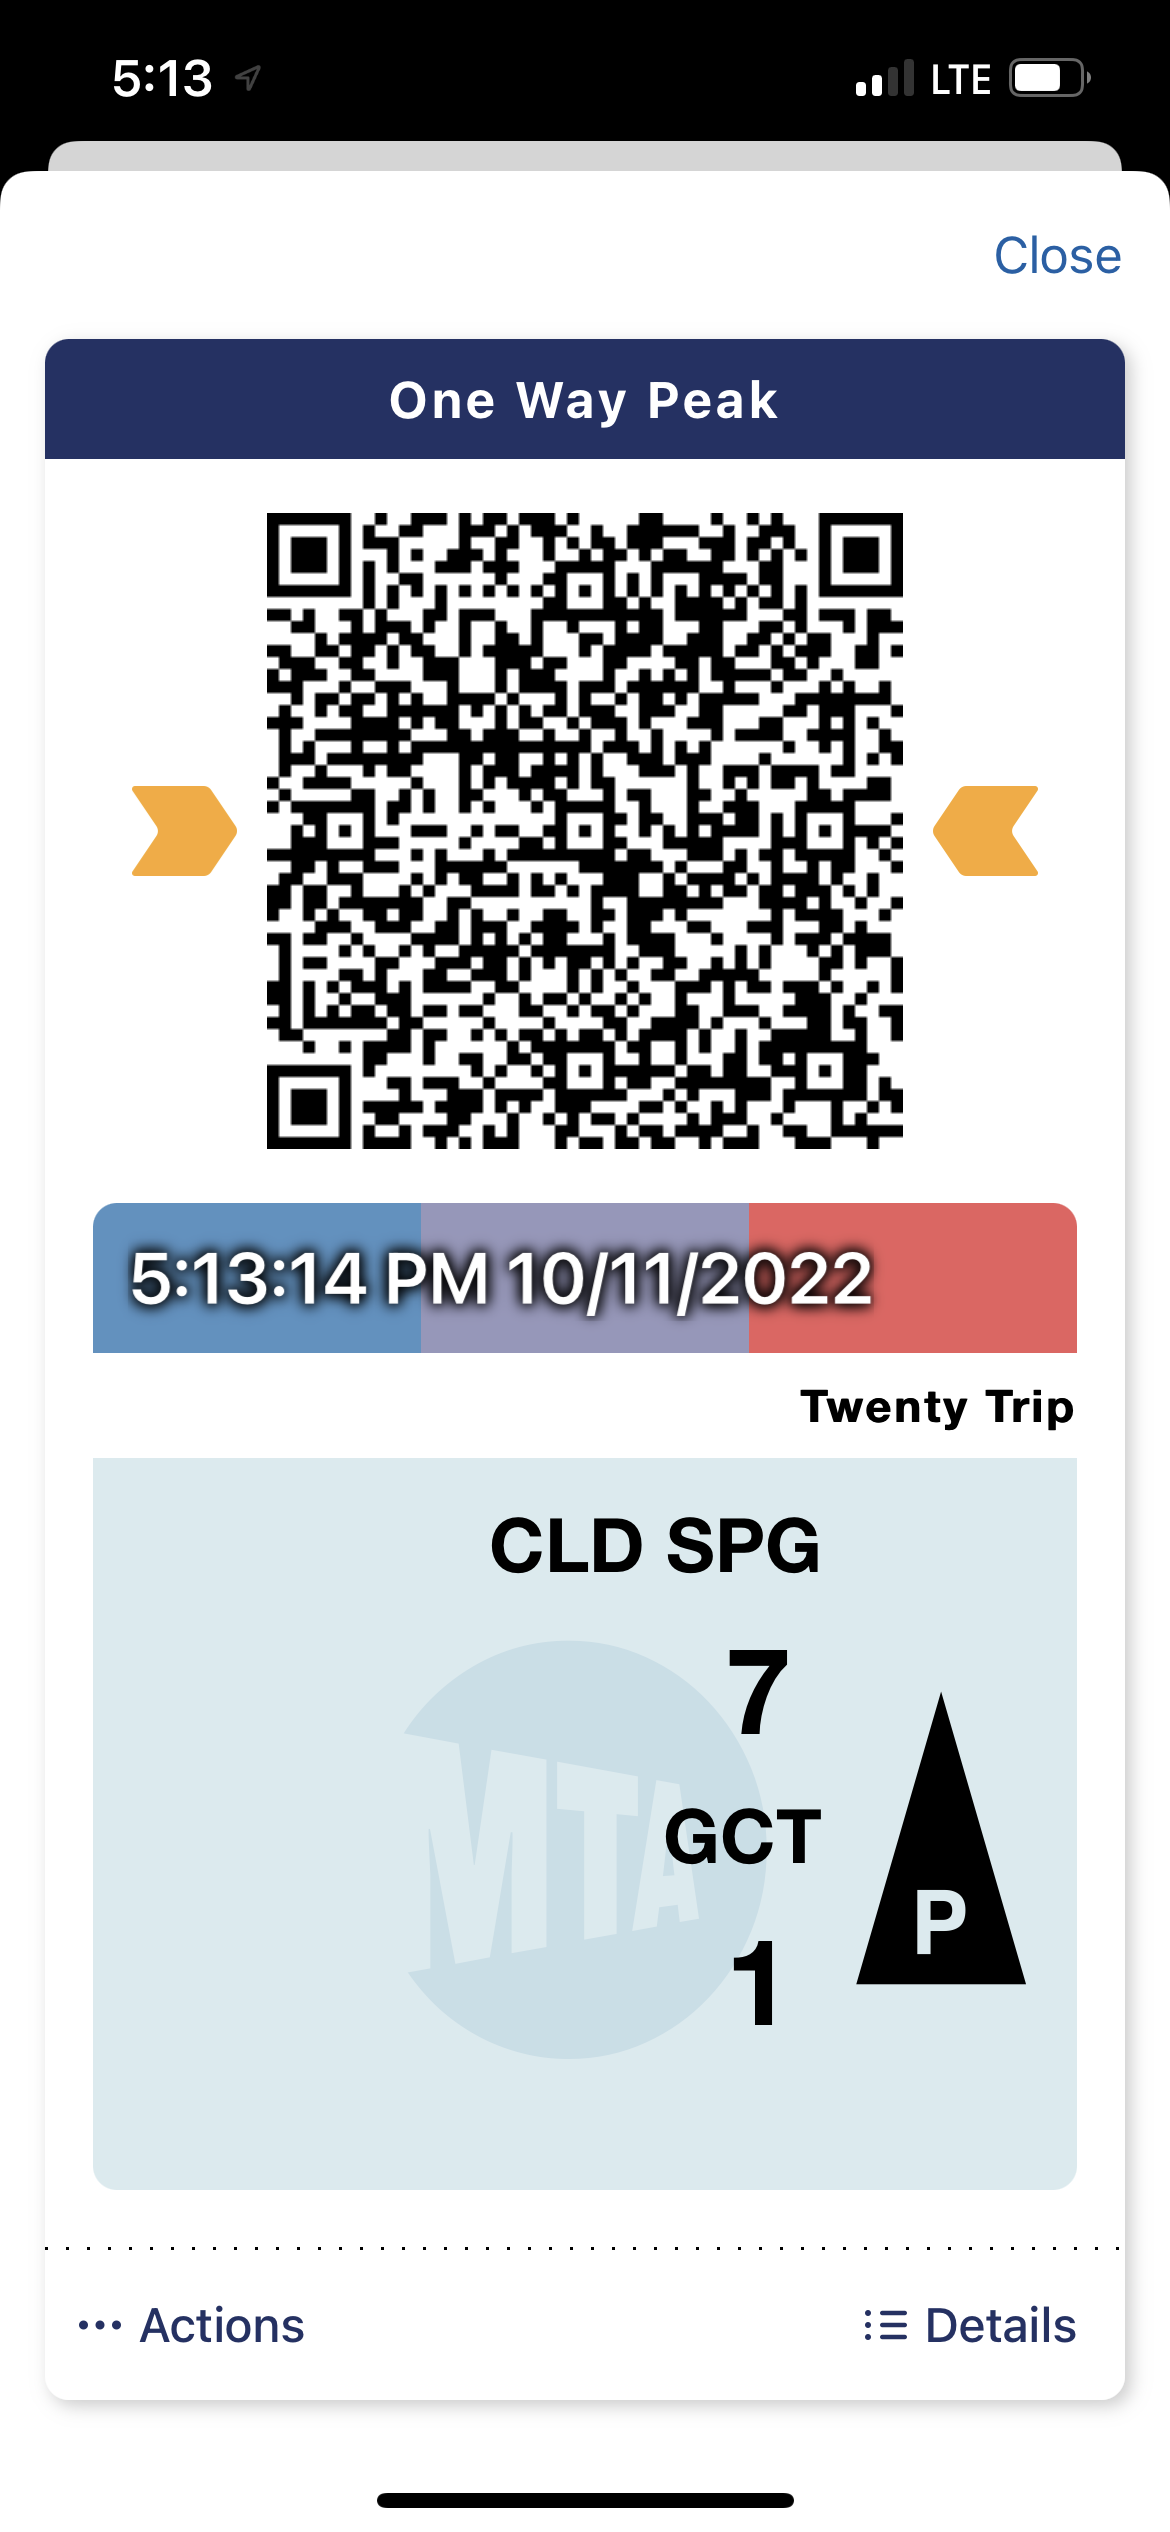 5:13 LTE
Close
One Way Peak
5:13:14 PM 10/11/2022
Twenty Trip
CLD SPG
7
MTA
GCT
P
1
Actions
Details